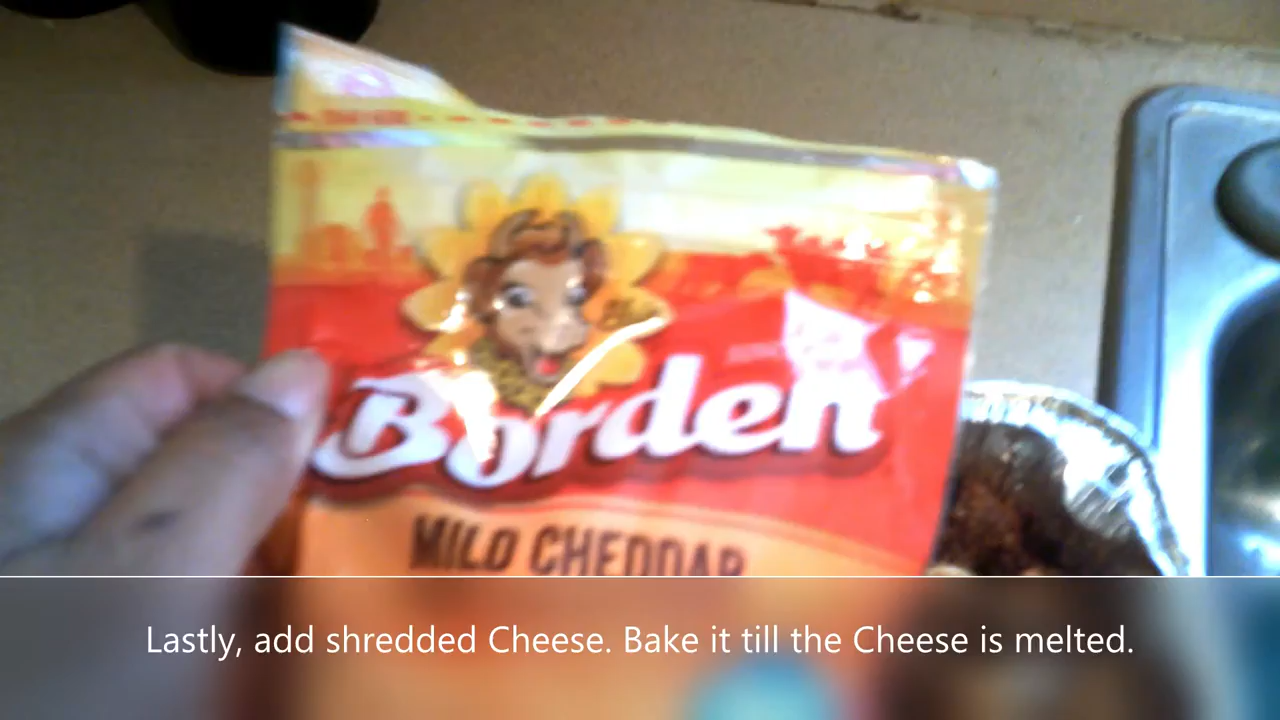 Borden
MILD CHEDDAR
Lastly, add shredded Cheese. Bake it till the Cheese is melted.